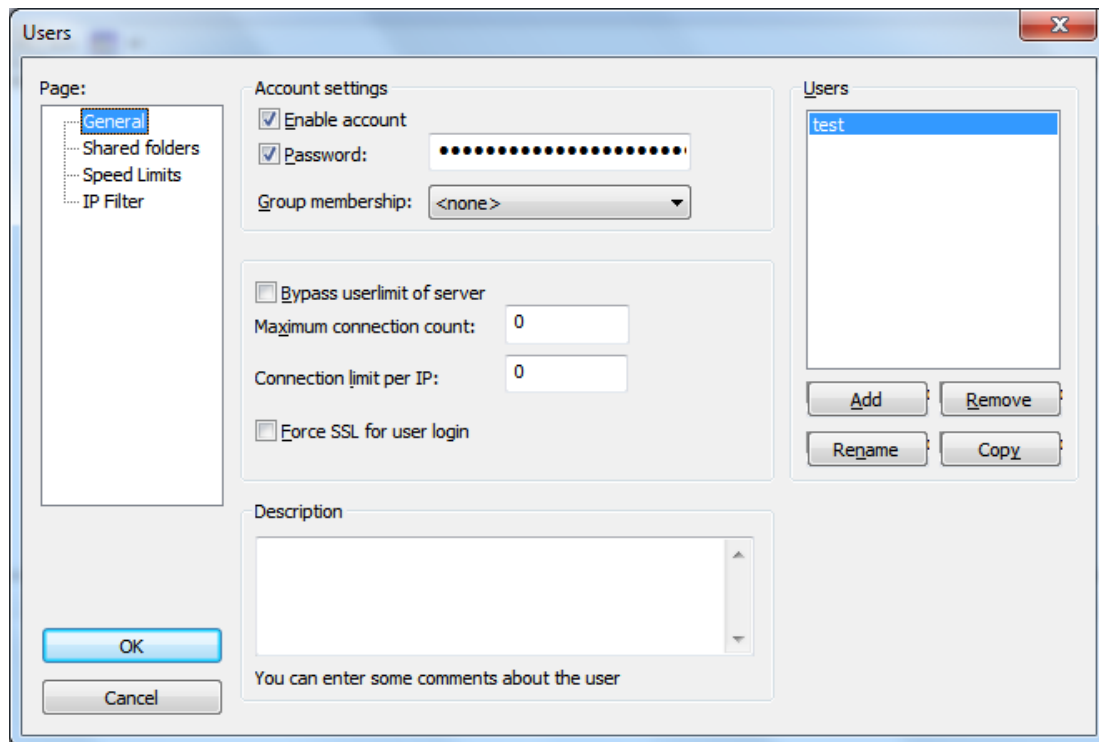 Users
Page:
General
Shared folders
Speed Limits
IP Filter
OK
Cancel
Account settings
Enable account
Password: ••••••••••••••••••••••
Group membership: <none>
Bypass userlimit of server
Maximum connection count: 0
Connection limit per IP: 0
Force SSL for user login
Description
You can enter some comments about the user
Users
test
Add Remove
Rename Copy